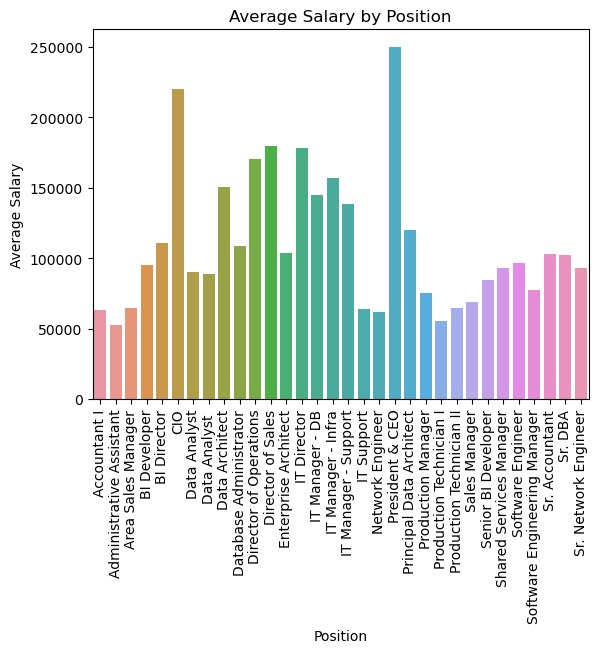 Average Salary by Position
Average Salary
250000
200000
150000
100000
50000
0
Accountant I
Administrative Assistant
Area Sales Manager
BI Developer
BI Director
CIO
Data Analyst
Data Analyst
Data Architect
Database Administrator
Director of Operations
Director of Sales
Enterprise Architect
IT Director
IT Manager - DB
IT Manager - Infra
IT Manager - Support
IT Support
Network Engineer
President & CEO
Principal Data Architect
Production Manager
Production Technician I
Production Technician II
Sales Manager
Senior BI Developer
Shared Services Manager
Software Engineer
Software Engineering Manager
Sr. Accountant
Sr. DBA
Sr. Network Engineer
Position